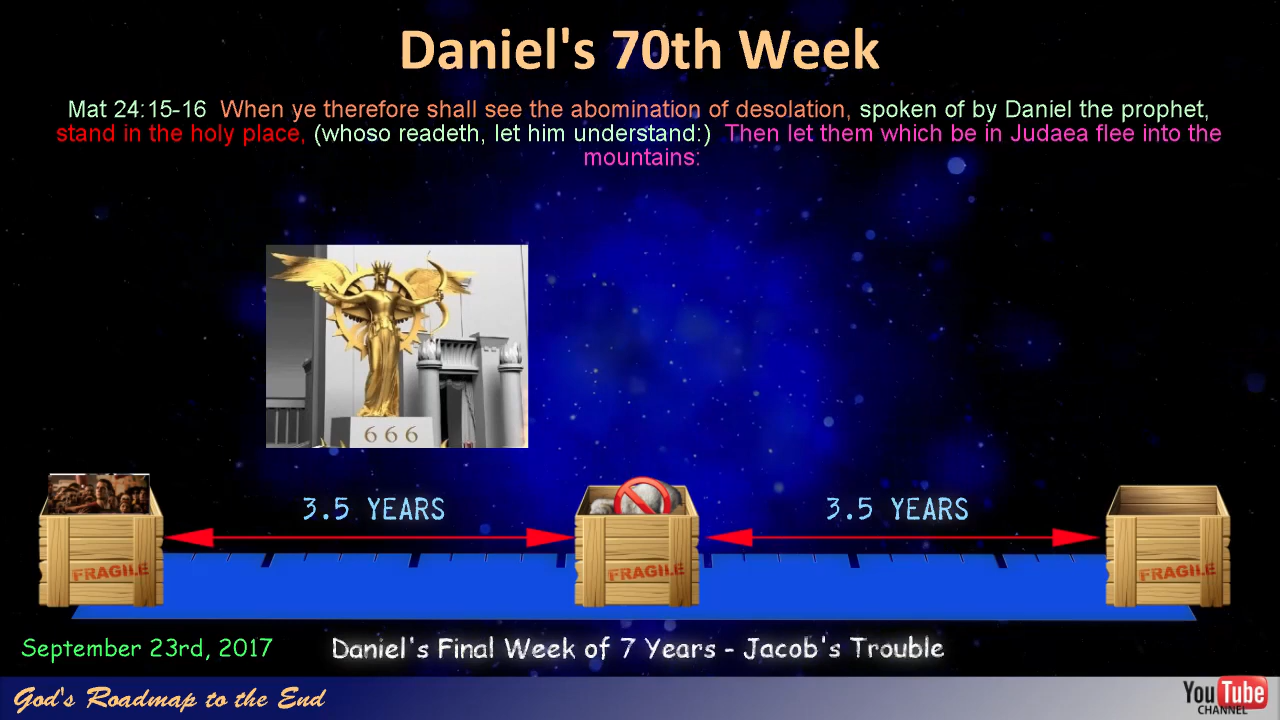 Daniel's 70th Week
Mat 24:15-16  When ye therefore shall see the abomination of desolation, spoken of by Daniel the prophet,
stand in the holy place, (whoso readeth, let him understand:)  Then let them which be in Judaea flee into the
mountains:
666
3.5 YEARS
3.5 YEARS
FRAGILE
FRAGILE
FRAGILE
September 23rd, 2017
Daniel's Final Week of 7 Years - Jacob's Trouble
God's Roadmap to the End
YouTube
CHANNEL